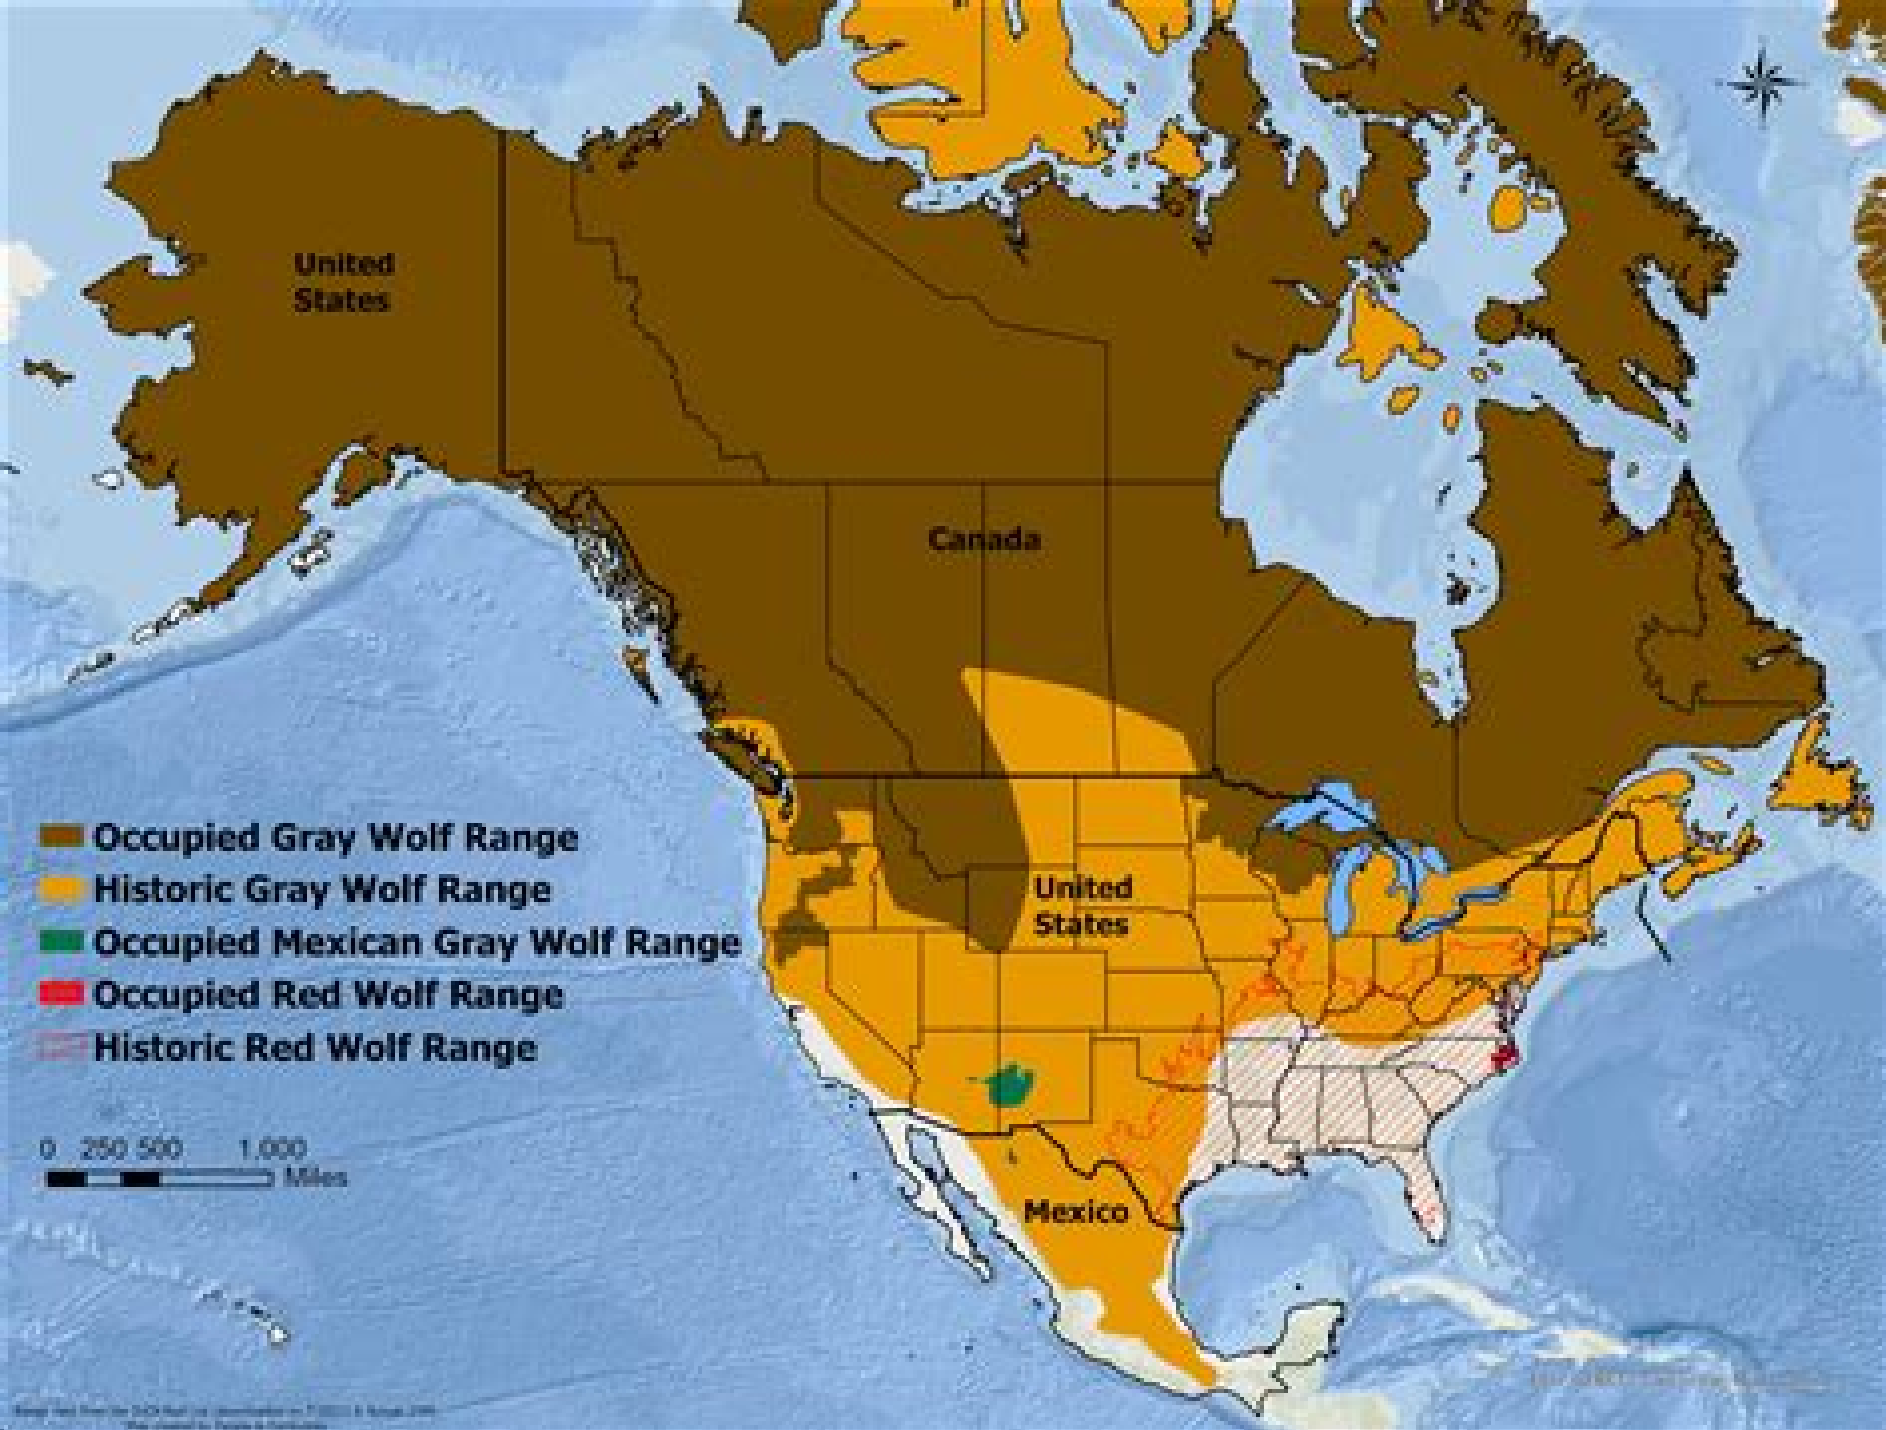 United
States
Canada
United
States
Mexico
Occupied Gray Wolf Range
Historic Gray Wolf Range
Occupied Mexican Gray Wolf Range
Occupied Red Wolf Range
Historic Red Wolf Range
0 250 500 1,000
Miles